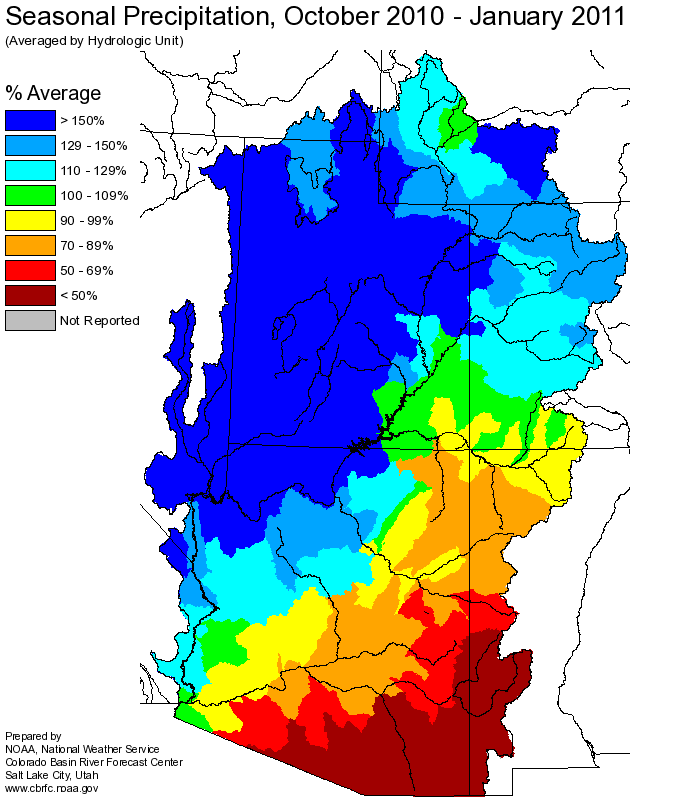 Seasonal Precipitation, October 2010 - January 2011
(Averaged by Hydrologic Unit)
% Average
> 150%
129 - 150%
110 - 129%
100 - 109%
90 - 99%
70 - 89%
50 - 69%
< 50%
Not Reported
Prepared by
NOAA, National Weather Service
Colorado Basin River Forecast Center
Salt Lake City, Utah
www.cbrfc.noaa.gov